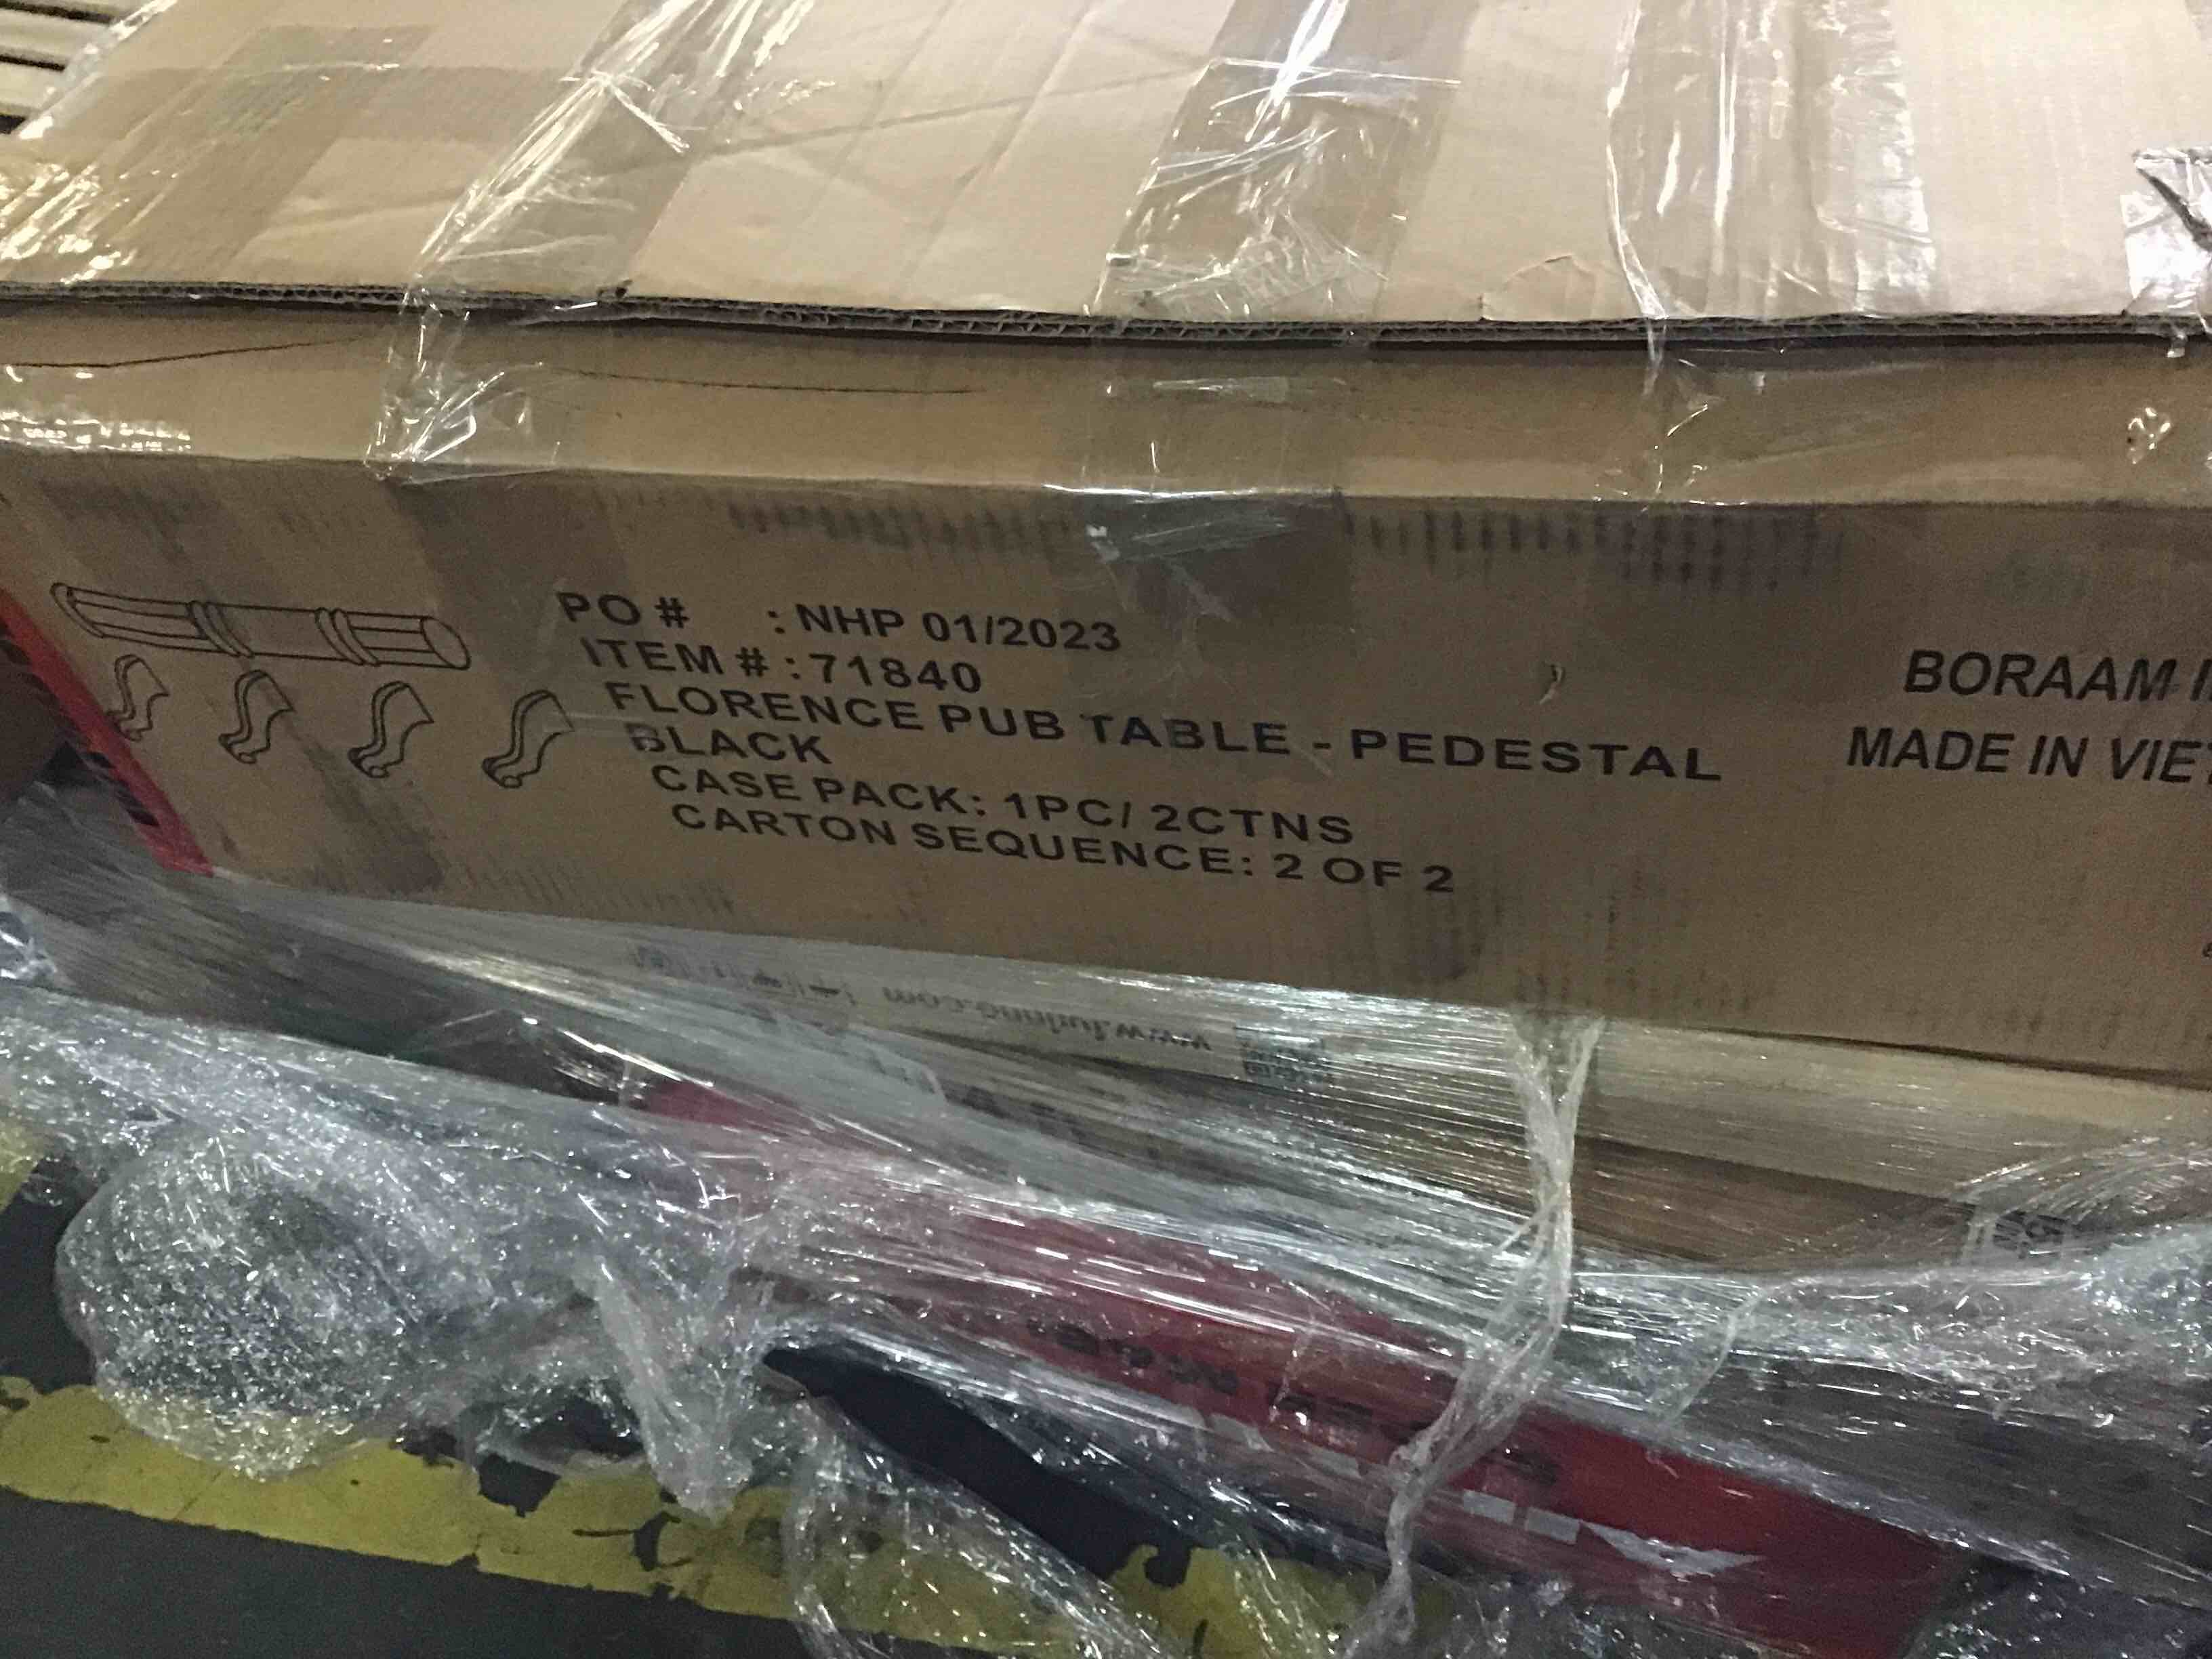 PO # : NHP 01/2023
ITEM # : 71840
FLORENCE PUB TABLE - PEDESTAL
BLACK
CASE PACK: 1PC/ 2CTNS
CARTON SEQUENCE: 2 OF 2
BORAAM
MADE IN VIE